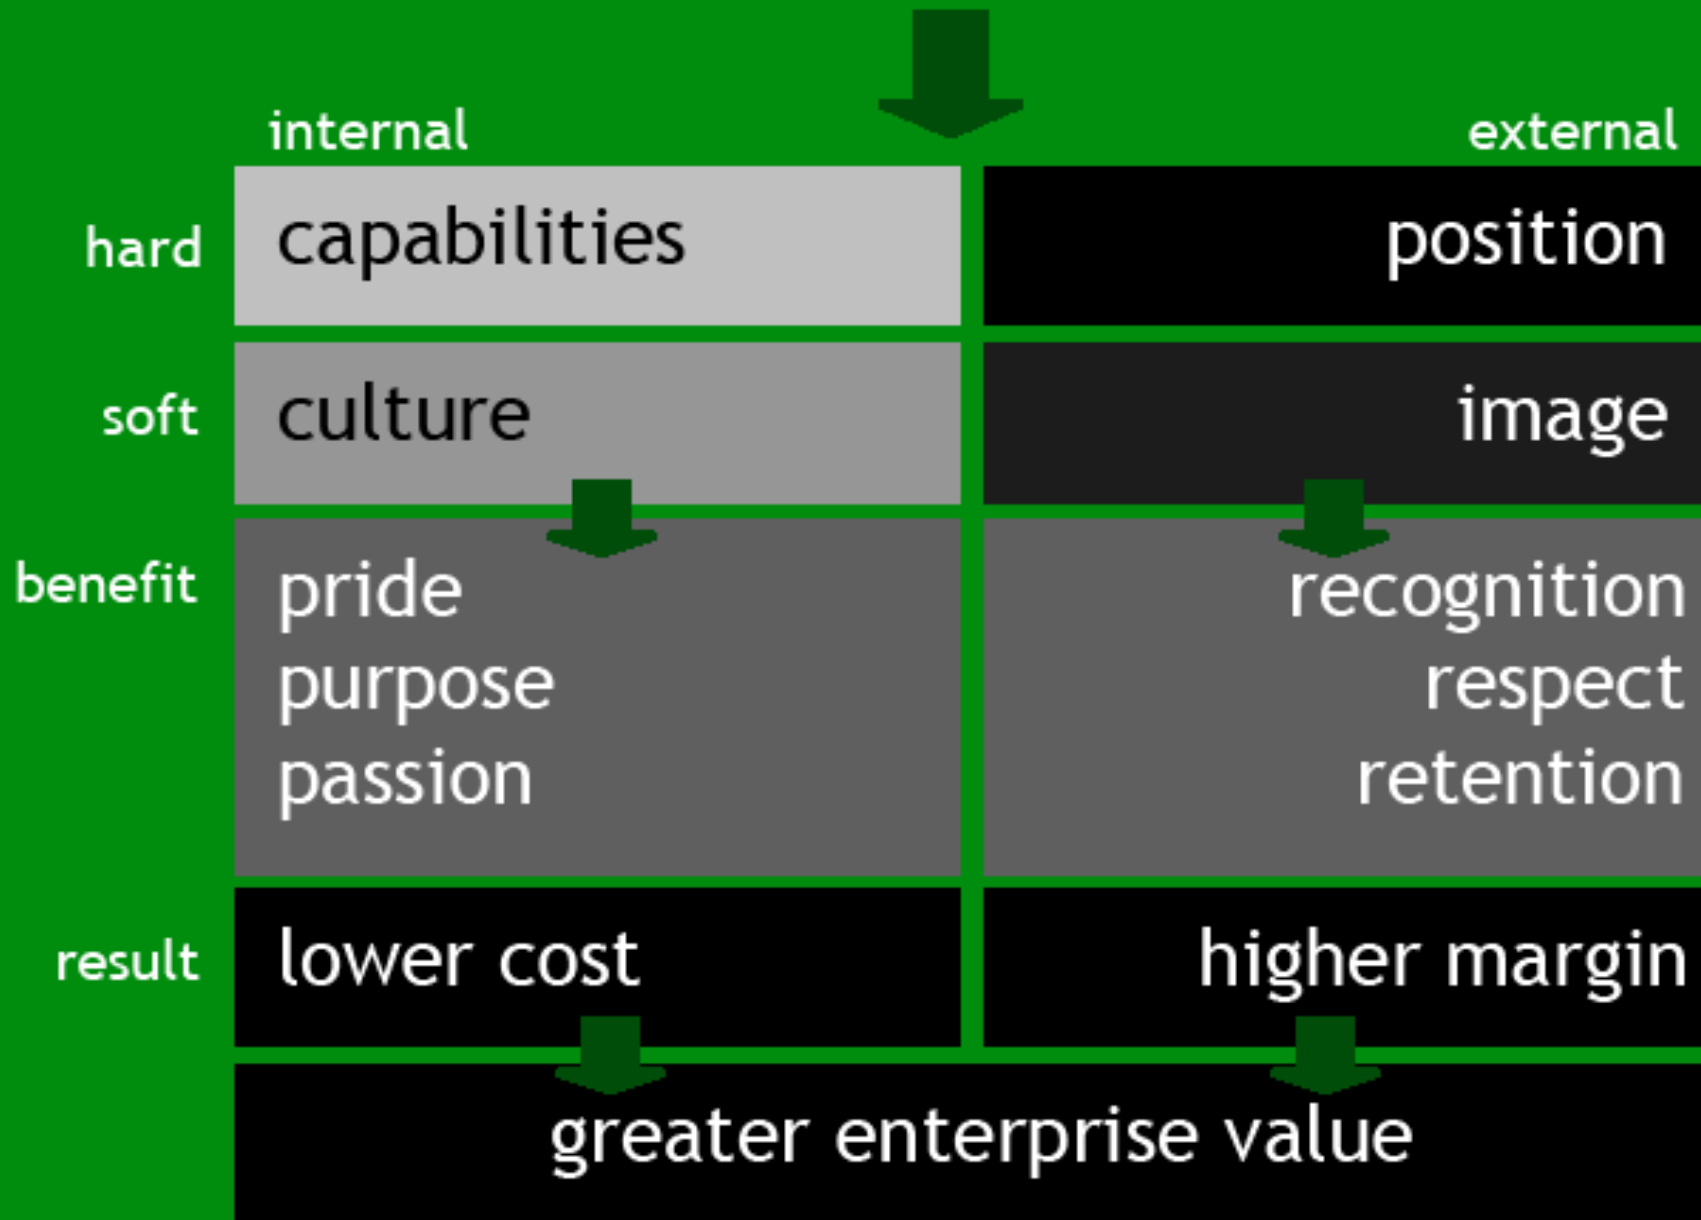 internal external
hard capabilities position
soft culture image
benefit pride recognition
purpose respect
passion retention
result lower cost higher margin
greater enterprise value